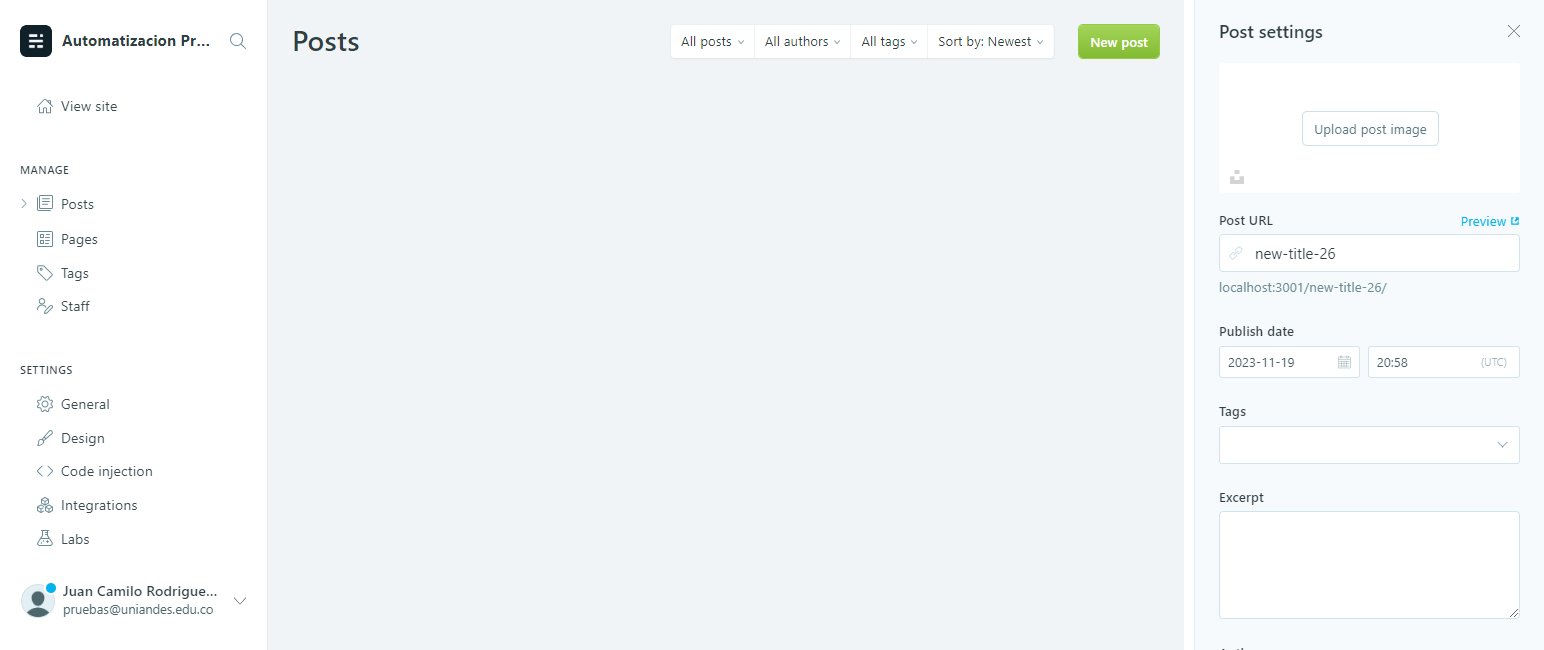 Automatizacion Pr...
View site
MANAGE
Posts
Pages
Tags
Staff
SETTINGS
General
Design
Code injection
Integrations
Labs
Juan Camilo Rodrigue...
pruebas@uniandes.edu.co
Posts
All posts
All authors
All tags
Sort by: Newest
New post
Post settings
Upload post image
Post URL
Preview
new-title-26
localhost:3001/new-title-26/
Publish date
2023-11-19
20:58
(UTC)
Tags
Excerpt